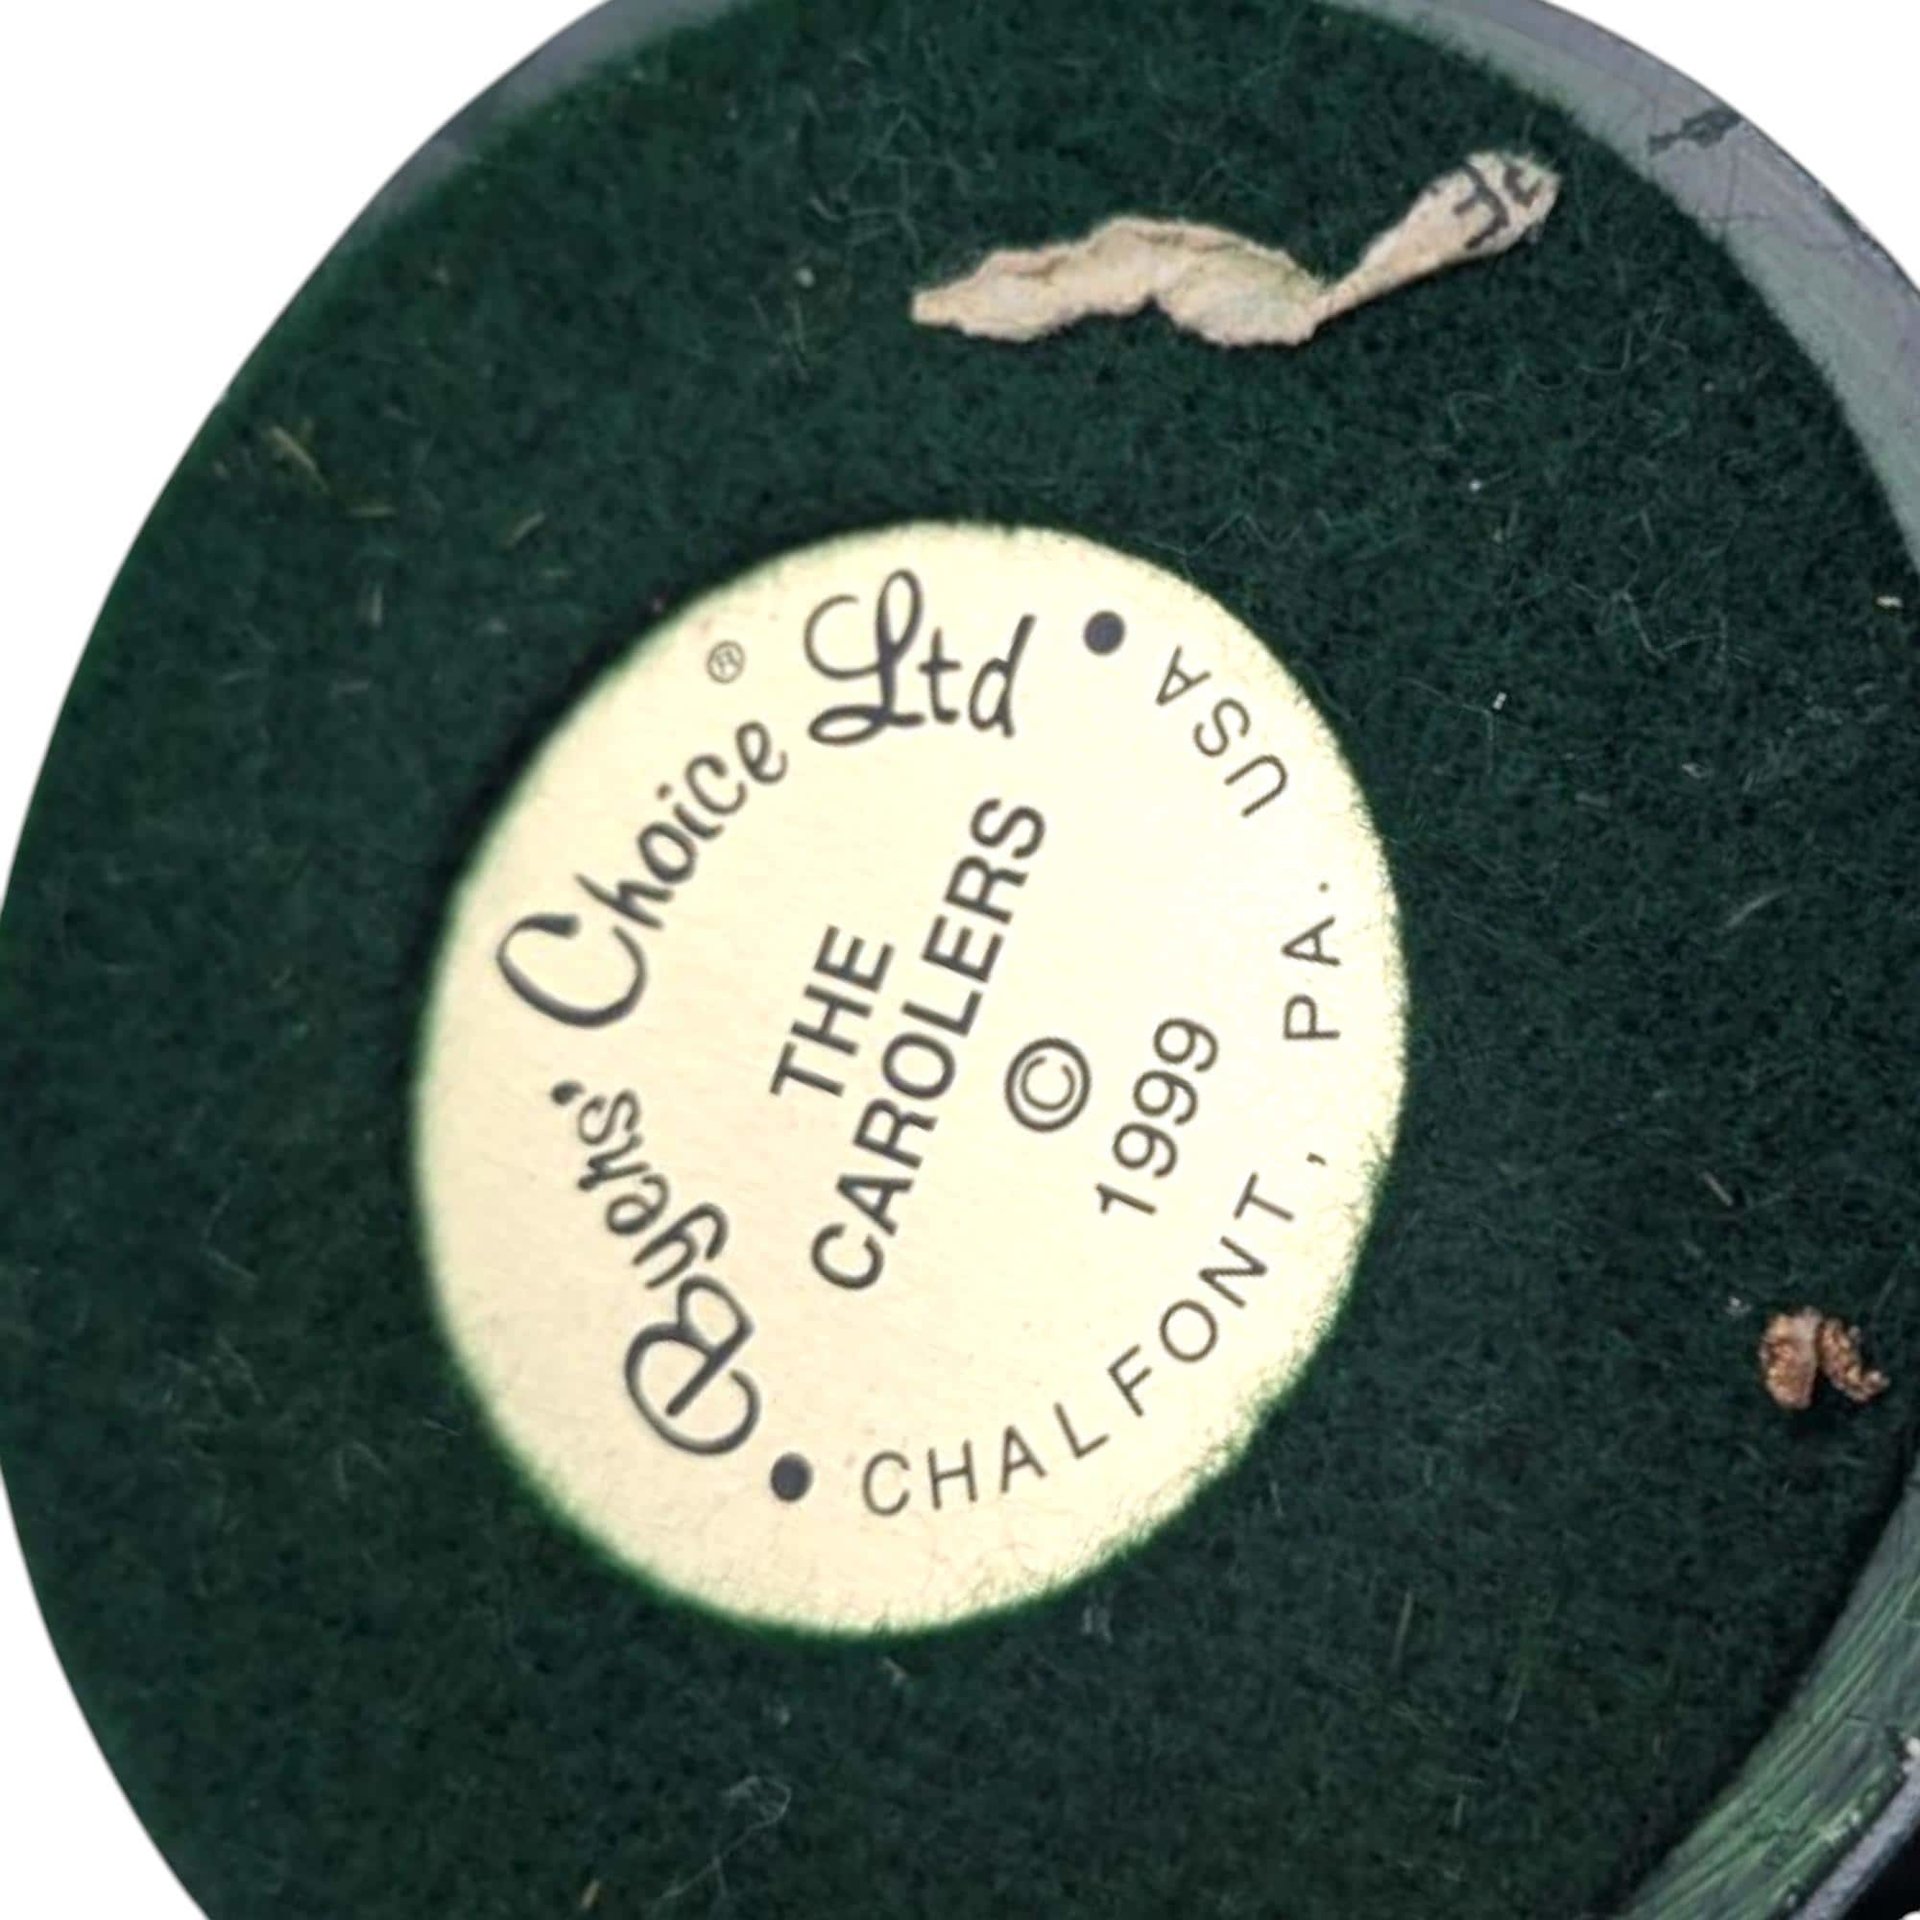 Byers' Choice ® Ltd
THE
CAROLERS
©
1999
• CHALFONT, PA. USA •